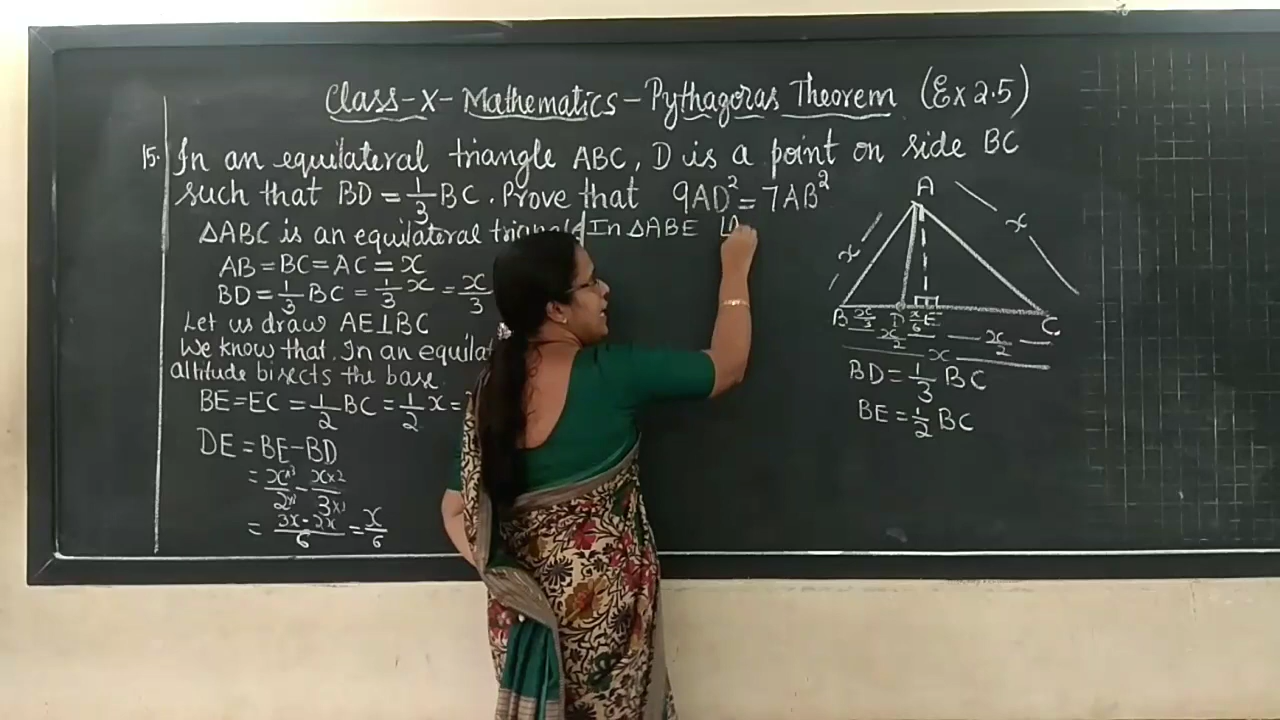 Class-X-Mathematics-Pythagoras Theorem (Ex 2.5)
15. In an equilateral triangle ABC, D is a point on side BC
such that BD = 1/3 BC. Prove that 9AD² = 7AB²
ΔABC is an equilateral triangle
AB = BC = AC = x
BD = 1/3 BC = 1/3 x = x/3
Let us draw AE⊥BC
We know that. In an
altitude bisects the base.
BE = EC = 1/2 BC = 1/2 x =
DE = BE - BD
= x×3/2×3 - x×2/3×2
= 3x - 2x/6 = x/6
In ΔABE
A
x
x
B x/3 D x/6 E C
x/2 x/2
x
BD = 1/3 BC
BE = 1/2 BC